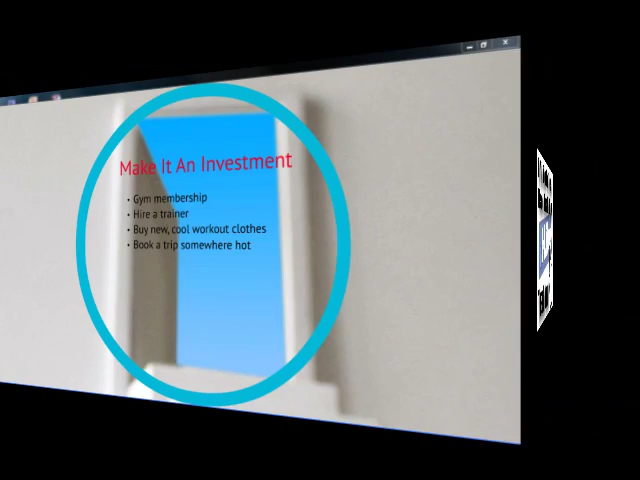 Make It An Investment
• Gym membership
• Hire a trainer
• Buy new, cool workout clothes
• Book a trip somewhere hot